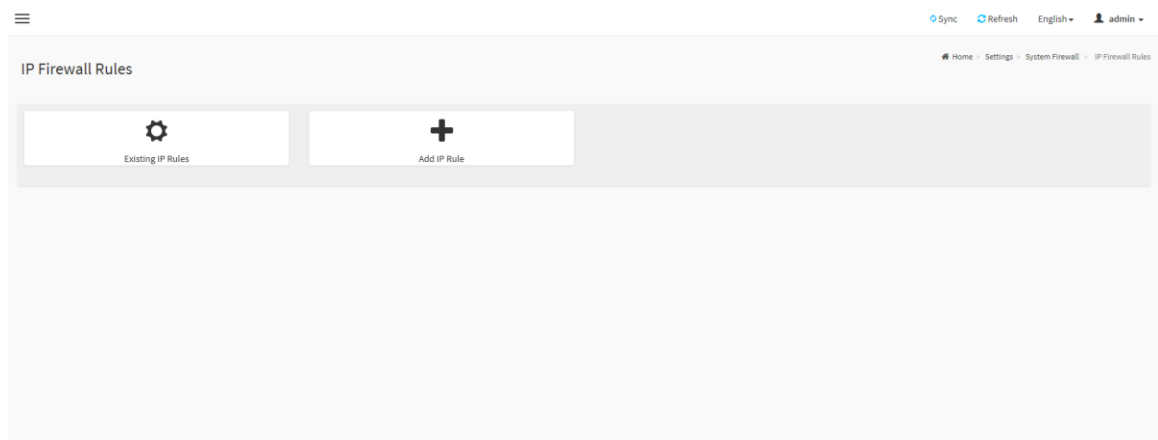 Sync Refresh English admin
Home > Settings > System Firewall > IP Firewall Rules
IP Firewall Rules
Existing IP Rules
Add IP Rule